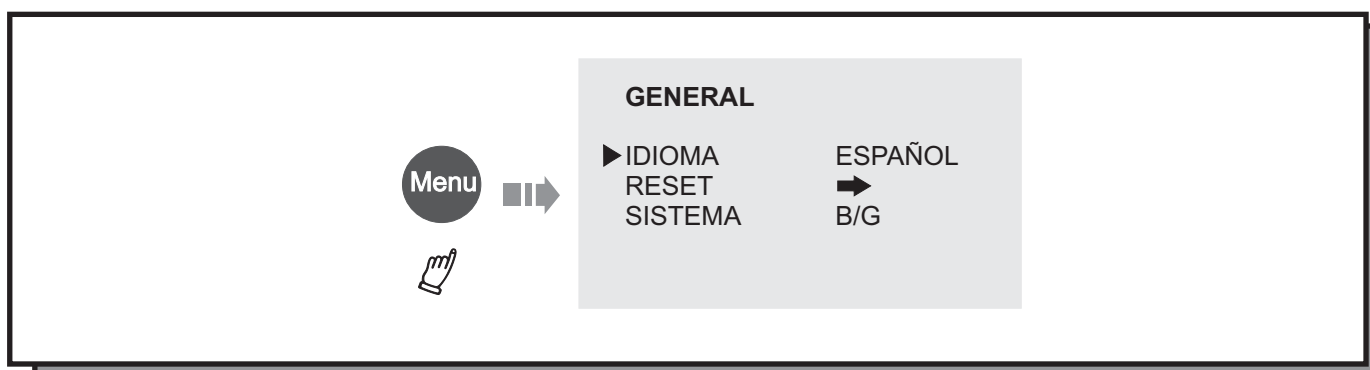 GENERAL
Menu
IDIOMA ESPAÑOL
RESET
SISTEMA B/G